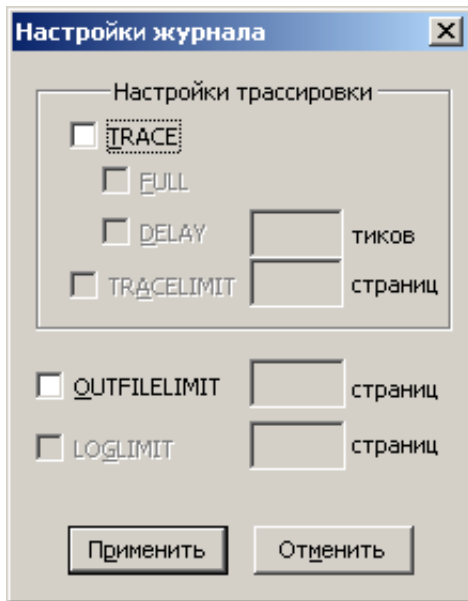 Настройки журнала
Настройки трассировки
TRACE
FULL
DELAY тиков
TRACELIMIT страниц
OUTFILELIMIT страниц
LOGLIMIT страниц
Применить Отменить